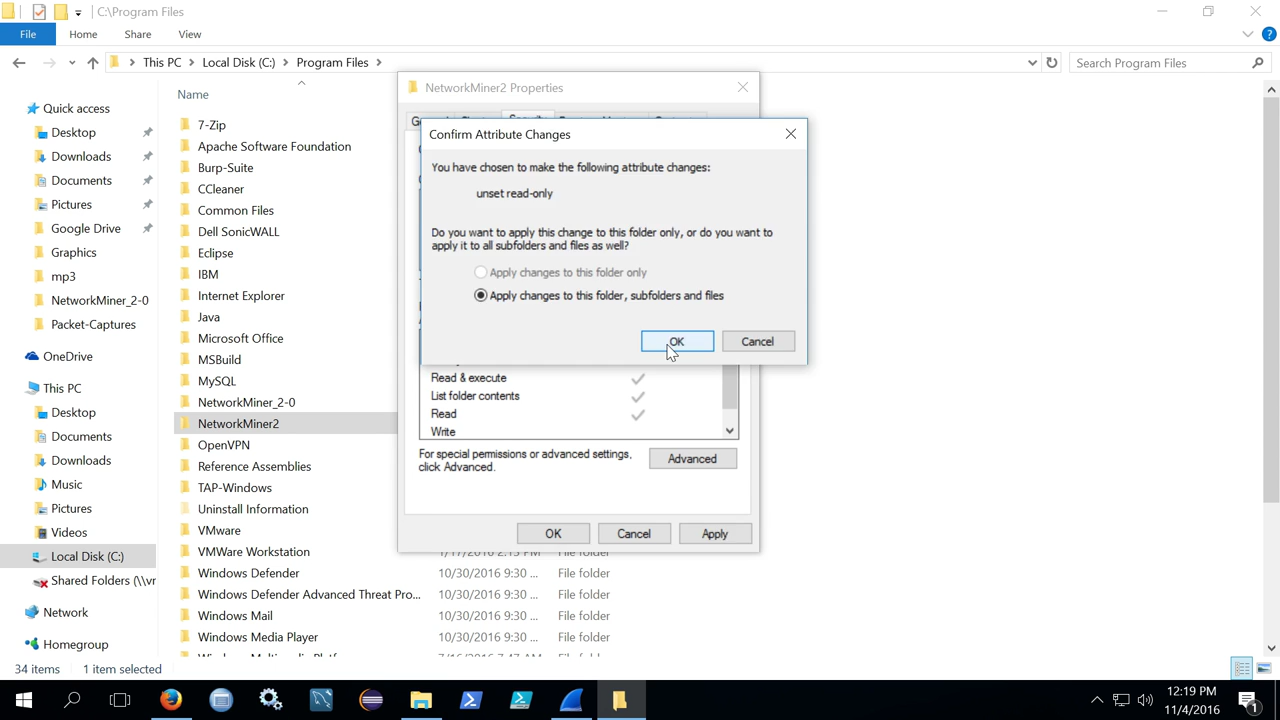 C:\Program Files
File Home Share View
This PC Local Disk (C:) Program Files
Search Program Files
Name
Quick access
Desktop
Downloads
Documents
Pictures
Google Drive
Graphics
mp3
NetworkMiner_2-0
Packet-Captures
OneDrive
This PC
Desktop
Documents
Downloads
Music
Pictures
Videos
Local Disk (C:)
Shared Folders (\\vr
Network
Homegroup
7-Zip
Apache Software Foundation
Burp-Suite
CCleaner
Common Files
Dell SonicWALL
Eclipse
IBM
Internet Explorer
Java
Microsoft Office
MSBuild
MySQL
NetworkMiner_2-0
NetworkMiner2
OpenVPN
Reference Assemblies
TAP-Windows
Uninstall Information
VMware
VMWare Workstation
Windows Defender 10/30/2016 9:30 ... File folder
Windows Defender Advanced Threat Pro... 10/30/2016 9:30 ... File folder
Windows Mail 10/30/2016 9:30 ... File folder
Windows Media Player 10/30/2016 9:30 ... File folder
NetworkMiner2 Properties
Confirm Attribute Changes
You have chosen to make the following attribute changes:
unset read-only
Do you want to apply this change to this folder only, or do you want to
apply it to all subfolders and files as well?
Apply changes to this folder only
Apply changes to this folder, subfolders and files
OK Cancel
Read & execute
List folder contents
Read
Write
For special permissions or advanced settings,
click Advanced.
Advanced
OK Cancel Apply
34 items 1 item selected
12:19 PM
11/4/2016
1